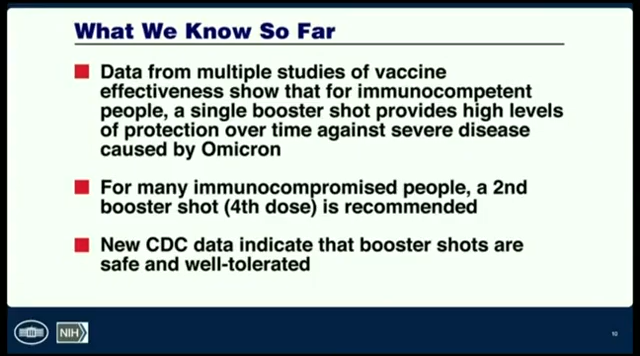 What We Know So Far
Data from multiple studies of vaccine
effectiveness show that for immunocompetent
people, a single booster shot provides high levels
of protection over time against severe disease
caused by Omicron
For many immunocompromised people, a 2nd
booster shot (4th dose) is recommended
New CDC data indicate that booster shots are
safe and well-tolerated
NIH